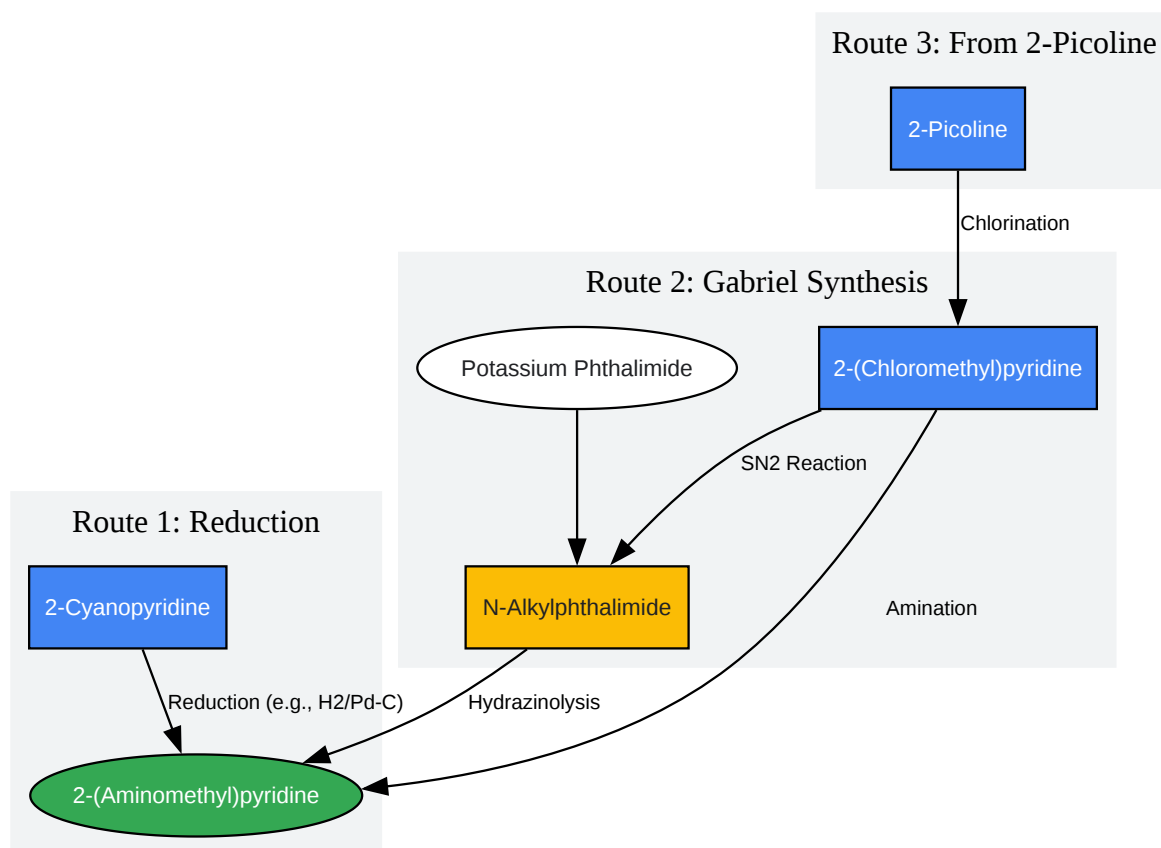 Route 3: From 2-Picoline
2-Picoline
Chlorination
Route 2: Gabriel Synthesis
Potassium Phthalimide
2-(Chloromethyl)pyridine
SN2 Reaction
Route 1: Reduction
2-Cyanopyridine
N-Alkylphthalimide
Amination
Reduction (e.g., H2/Pd-C)
Hydrazinolysis
2-(Aminomethyl)pyridine